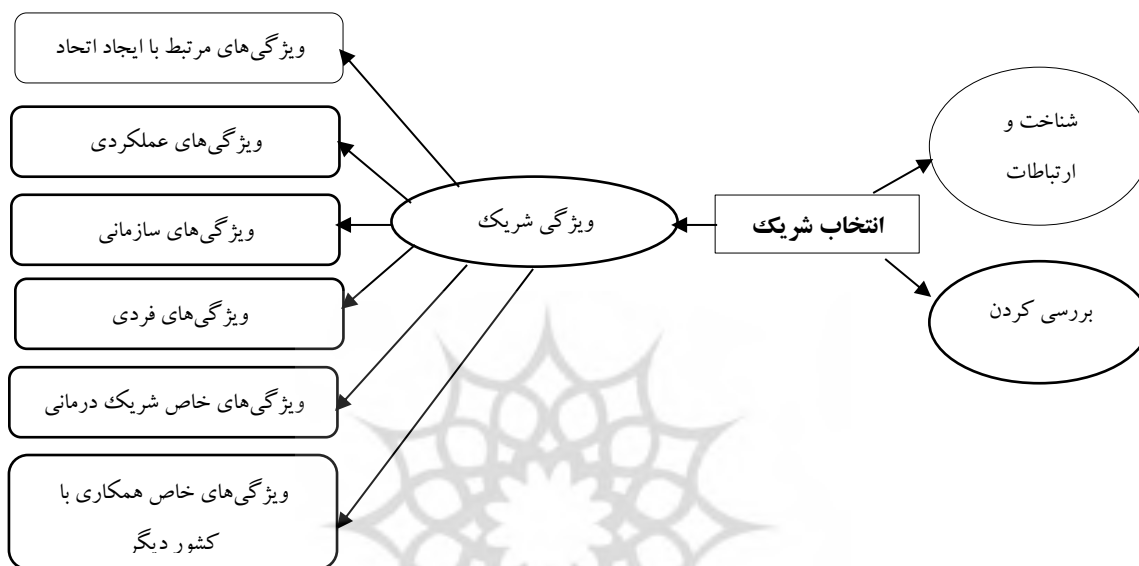 شناخت و
ارتباطات
بررسی کردن
انتخاب شریک
ویژگی شریک
ویژگی‌های مرتبط با ایجاد اتحاد
ویژگی‌های عملکردی
ویژگی‌های سازمانی
ویژگی‌های فردی
ویژگی‌های خاص شریک درمانی
ویژگی‌های خاص همکاری با
کشور دیگر